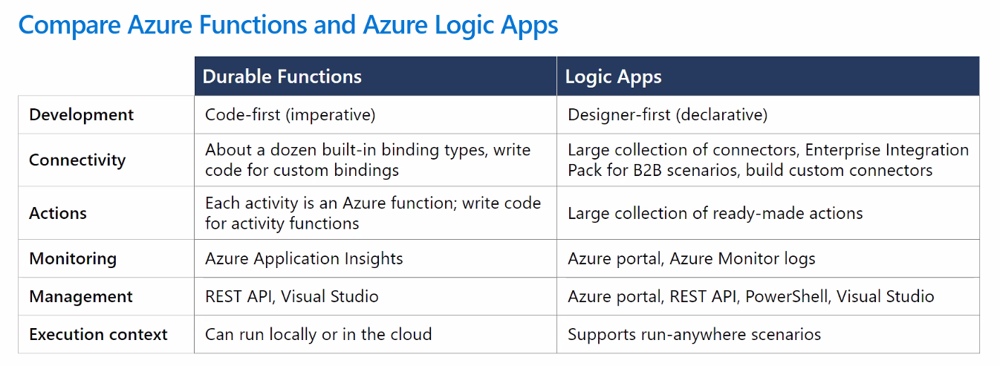 Compare Azure Functions and Azure Logic Apps
Durable Functions
Logic Apps
Development
Code-first (imperative)
Designer-first (declarative)
Connectivity
About a dozen built-in binding types, write
code for custom bindings
Large collection of connectors, Enterprise Integration
Pack for B2B scenarios, build custom connectors
Actions
Each activity is an Azure function; write code
for activity functions
Large collection of ready-made actions
Monitoring
Azure Application Insights
Azure portal, Azure Monitor logs
Management
REST API, Visual Studio
Azure portal, REST API, PowerShell, Visual Studio
Execution context
Can run locally or in the cloud
Supports run-anywhere scenarios